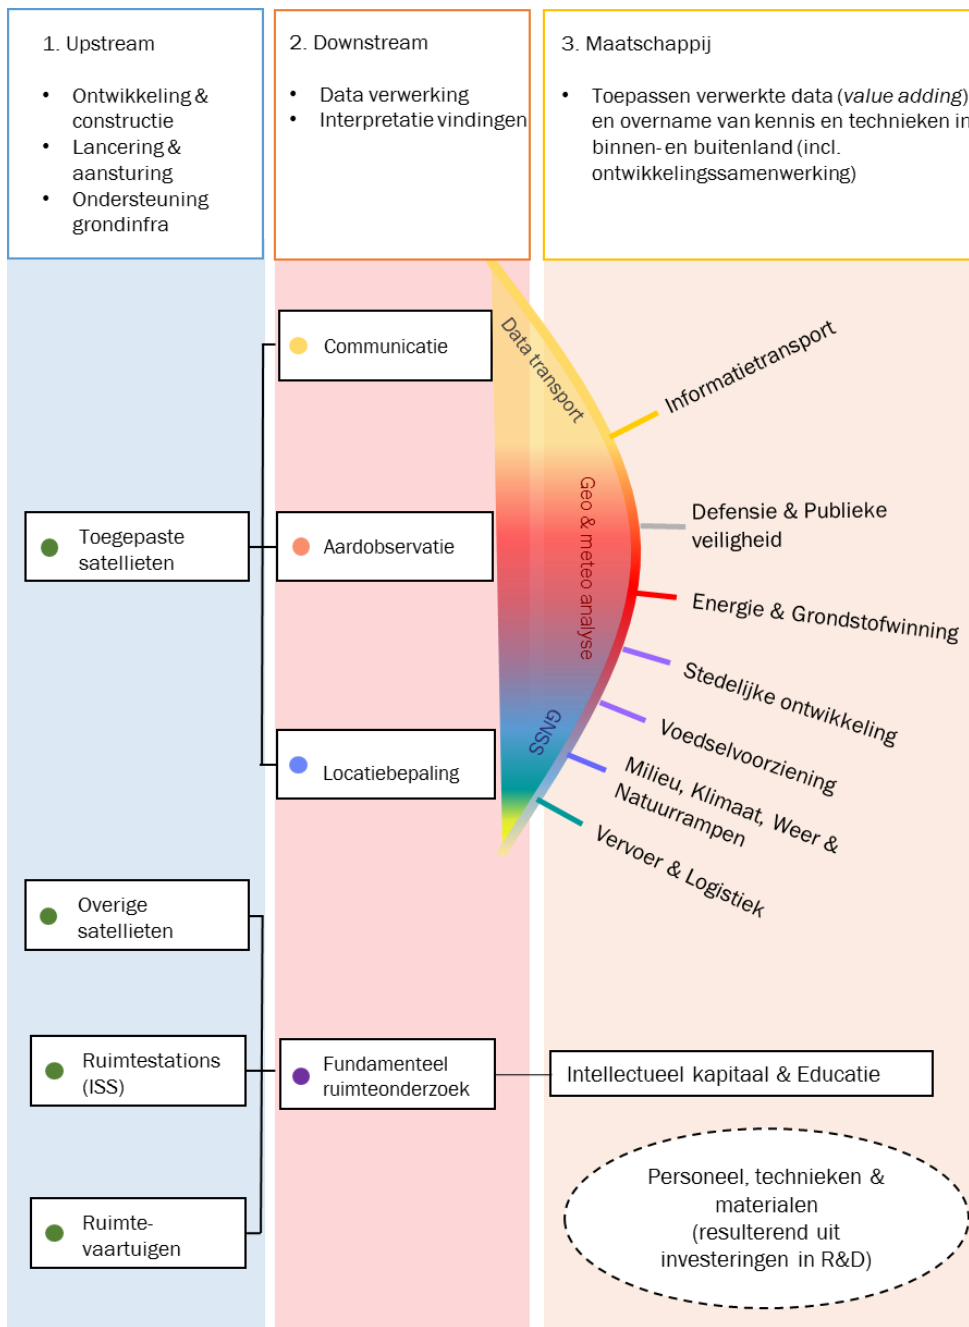 1. Upstream
• Ontwikkeling &
constructie
• Lancering &
aansturing
• Ondersteuning
grondinfra
2. Downstream
• Data verwerking
• Interpretatie vindingen
3. Maatschappij
• Toepassen verwerkte data (value adding)
en overname van kennis en technieken in
binnen- en buitenland (incl.
ontwikkelingssamenwerking)
Communicatie
Data transport
Informatietransport
Toegepaste
satellieten
Aardobservatie
Geo & meteo analyse
Defensie & Publieke
veiligheid
Energie & Grondstofwinning
Stedelijke ontwikkeling
Locatiebepaling
GNSS
Voedselvoorziening
Milieu, Klimaat, Weer &
Natuurrampen
Vervoer & Logistiek
Overige
satellieten
Ruimtestations
(ISS)
Fundamenteel
ruimteonderzoek
Intellectueel kapitaal & Educatie
Ruimte-
vaartuigen
Personeel, technieken &
materialen
(resulterend uit
investeringen in R&D)